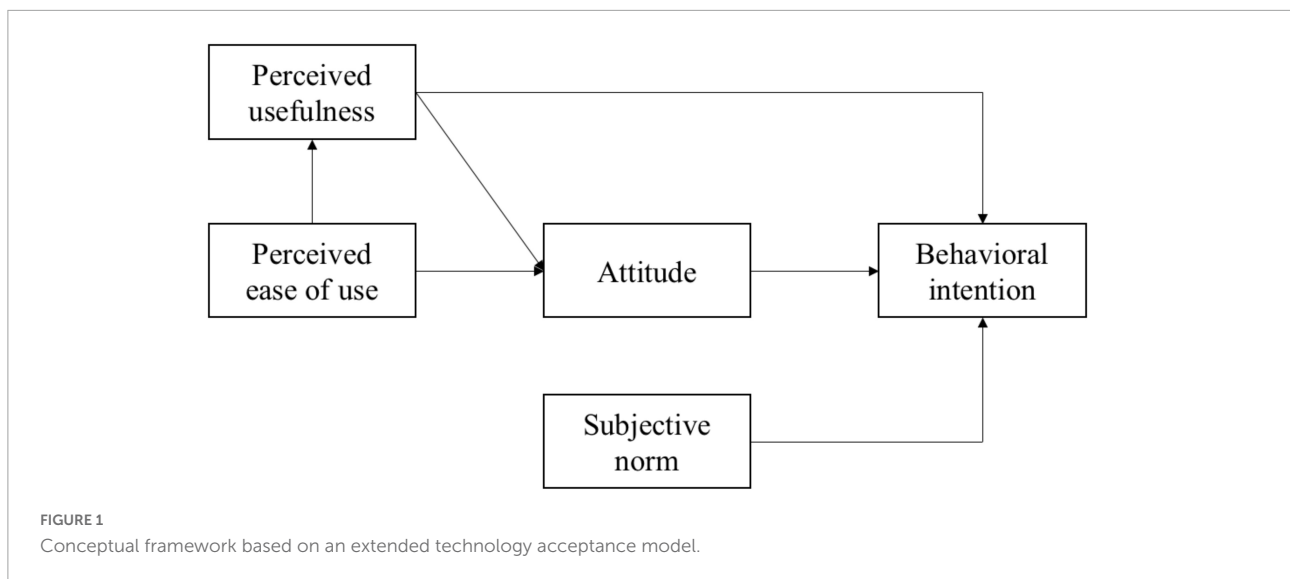 Perceived
usefulness
Perceived
ease of use
Attitude
Behavioral
intention
Subjective
norm
FIGURE 1
Conceptual framework based on an extended technology acceptance model.